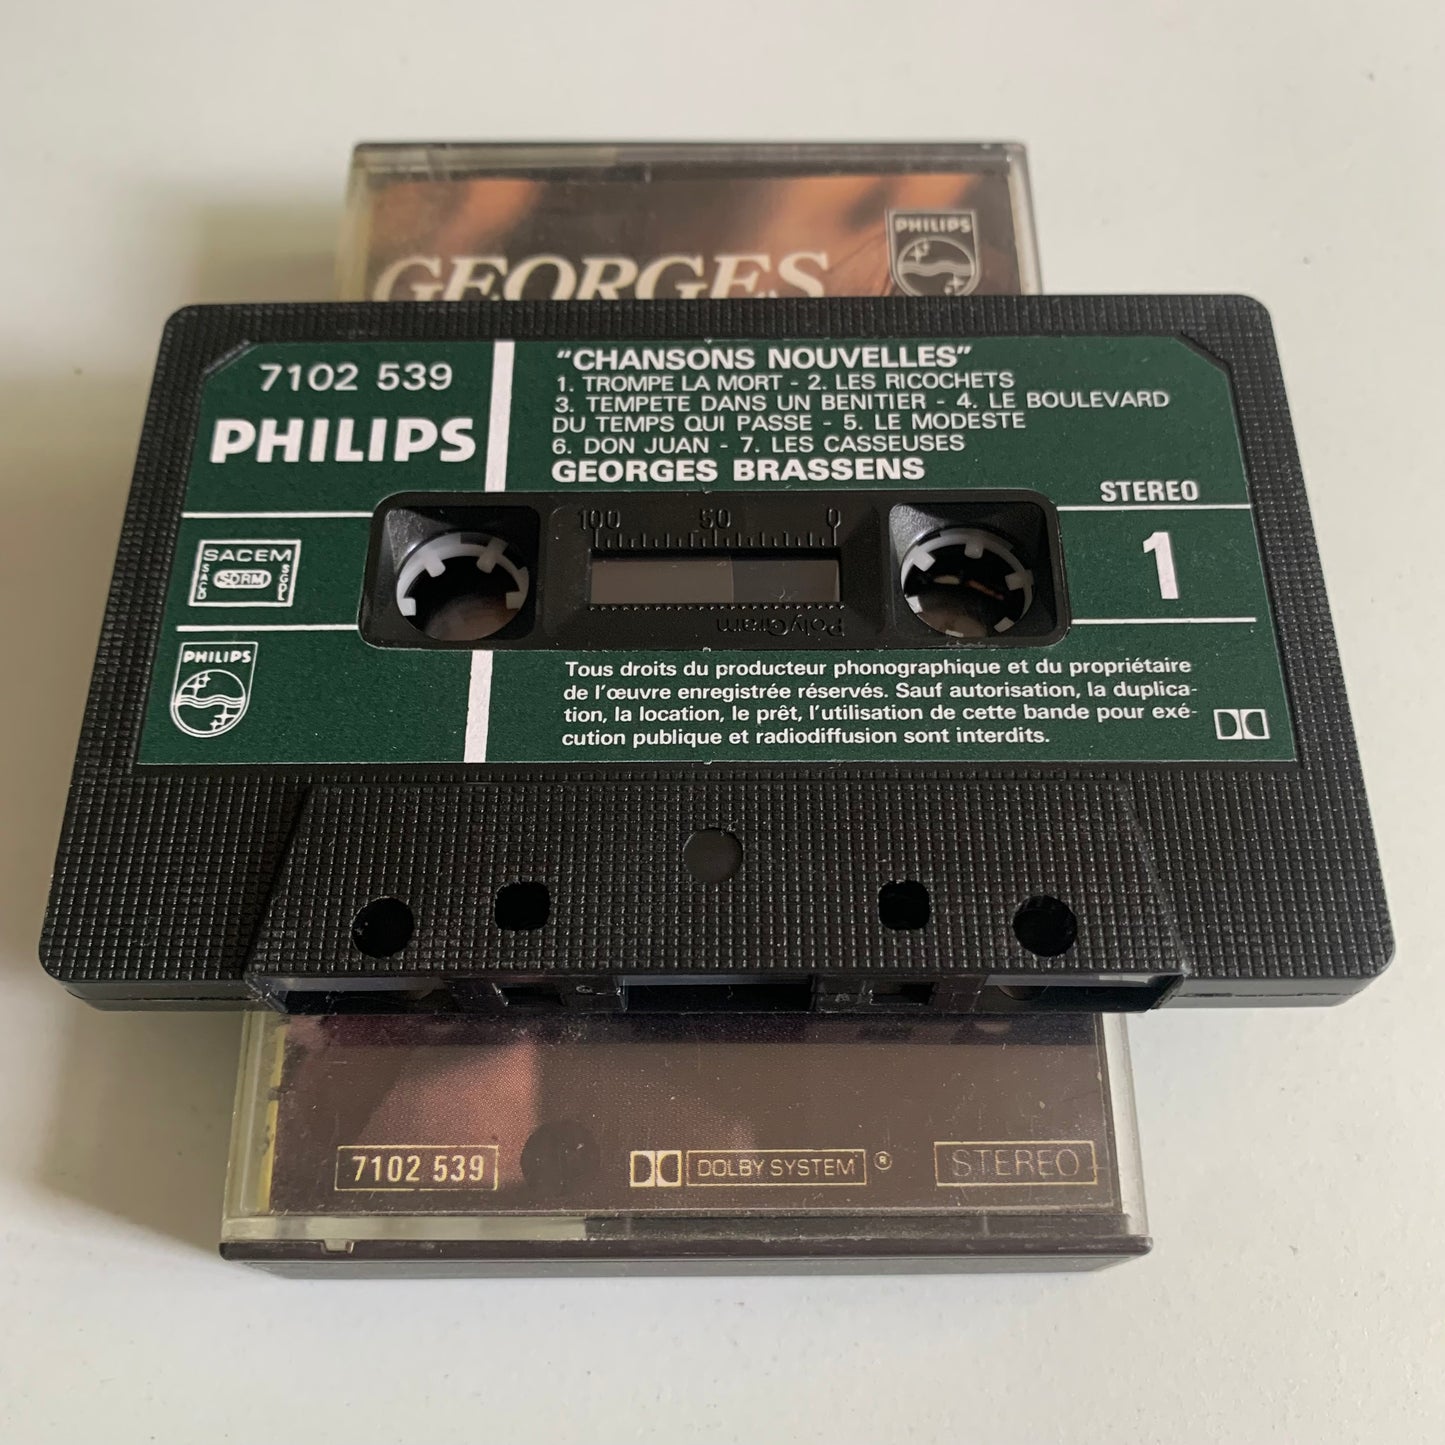 GEORGES
PHILIPS
7102 539
PHILIPS
"CHANSONS NOUVELLES"
1. TROMPE LA MORT - 2. LES RICOCHETS
3. TEMPETE DANS UN BENITIER - 4. LE BOULEVARD
DU TEMPS QUI PASSE - 5. LE MODESTE
6. DON JUAN - 7. LES CASSEUSES
GEORGES BRASSENS
STEREO
1
100 50 0
PolyGram
SACEM
SACD
SDRM
SGDL
PHILIPS
Tous droits du producteur phonographique et du propriétaire
de l'œuvre enregistrée réservés. Sauf autorisation, la duplica-
tion, la location, le prêt, l'utilisation de cette bande pour exé-
cution publique et radiodiffusion sont interdits.
7102 539
DOLBY SYSTEM ®
STEREO